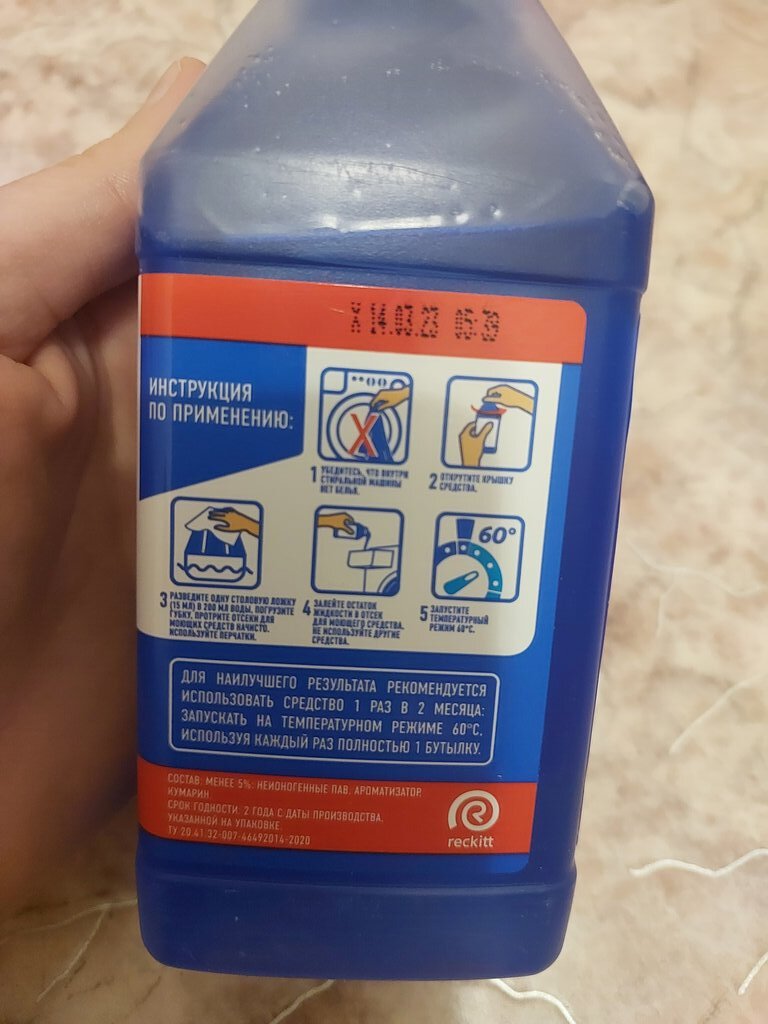 X 14.03.23 05:39
ИНСТРУКЦИЯ
ПО ПРИМЕНЕНИЮ:
1 УБЕДИТЕСЬ, ЧТО ВНУТРИ
СТИРАЛЬНОЙ МАШИНЫ
НЕТ БЕЛЬЯ.
2 ОТКРУТИТЕ КРЫШКУ
СРЕДСТВА.
3 РАЗВЕДИТЕ ОДНУ СТОЛОВУЮ ЛОЖКУ
(15 МЛ) В 200 МЛ ВОДЫ, ПОГРУЗИТЕ
ГУБКУ, ПРОТРИТЕ ОТСЕКИ ДЛЯ
МОЮЩИХ СРЕДСТВ НАЧИСТО.
ИСПОЛЬЗУЙТЕ ПЕРЧАТКИ.
4 ЗАЛЕЙТЕ ОСТАТОК
ЖИДКОСТИ В ОТСЕК
ДЛЯ МОЮЩЕГО СРЕДСТВА.
НЕ ИСПОЛЬЗУЙТЕ ДРУГИЕ
СРЕДСТВА.
60°
5 ЗАПУСТИТЕ
ТЕМПЕРАТУРНЫЙ
РЕЖИМ 60°С.
ДЛЯ НАИЛУЧШЕГО РЕЗУЛЬТАТА РЕКОМЕНДУЕТСЯ
ИСПОЛЬЗОВАТЬ СРЕДСТВО 1 РАЗ В 2 МЕСЯЦА:
ЗАПУСКАТЬ НА ТЕМПЕРАТУРНОМ РЕЖИМЕ 60°С,
ИСПОЛЬЗУЯ КАЖДЫЙ РАЗ ПОЛНОСТЬЮ 1 БУТЫЛКУ.
СОСТАВ: МЕНЕЕ 5%: НЕИОНОГЕННЫЕ ПАВ, АРОМАТИЗАТОР,
КУМАРИН.
СРОК ГОДНОСТИ: 2 ГОДА С ДАТЫ ПРОИЗВОДСТВА,
УКАЗАННОЙ НА УПАКОВКЕ.
ТУ 20.41.32-007-46492014-2020
reckitt